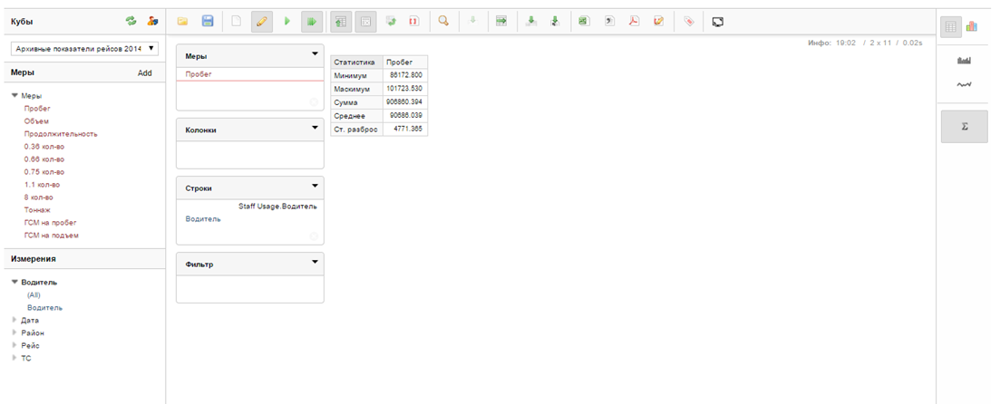 Кубы
Архивные показатели рейсов 2014
Меры Add
Меры
Пробег
Объем
Продолжительность
0.36 кол-во
0.66 кол-во
0.75 кол-во
1.1 кол-во
8 кол-во
Тоннаж
ГСМ на пробег
ГСМ на подъем
Измерения
Водитель
(All)
Водитель
Дата
Район
Рейс
ТС
Меры
Пробег
Колонки
Строки
Staff Usage.Водитель
Водитель
Фильтр
Инфо: 19:02 / 2 x 11 / 0.02s
Статистика Пробег
Минимум 86172.800
Маскимум 101723.530
Сумма 906860.394
Среднее 90686.039
Ст. разброс 4771.365
Σ